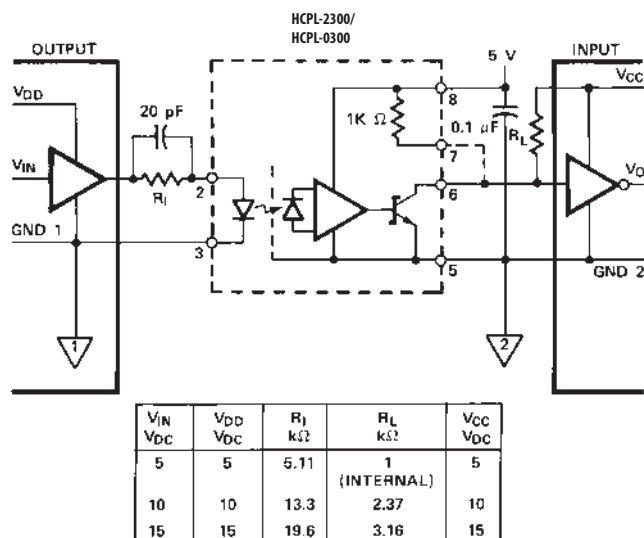 HCPL-2300/
HCPL-0300
OUTPUT
5 V
INPUT
VDD
20 pF
8
VCC
1K Ω
0.1 µF
RL
7
VIN
RI
2
6
VO
GND 1
3
5
GND 2
1
2
VIN VDC
VDD VDC
RI kΩ
RL kΩ
VCC VDC
5 5 5.11 1 (INTERNAL) 5
10 10 13.3 2.37 10
15 15 19.6 3.16 15